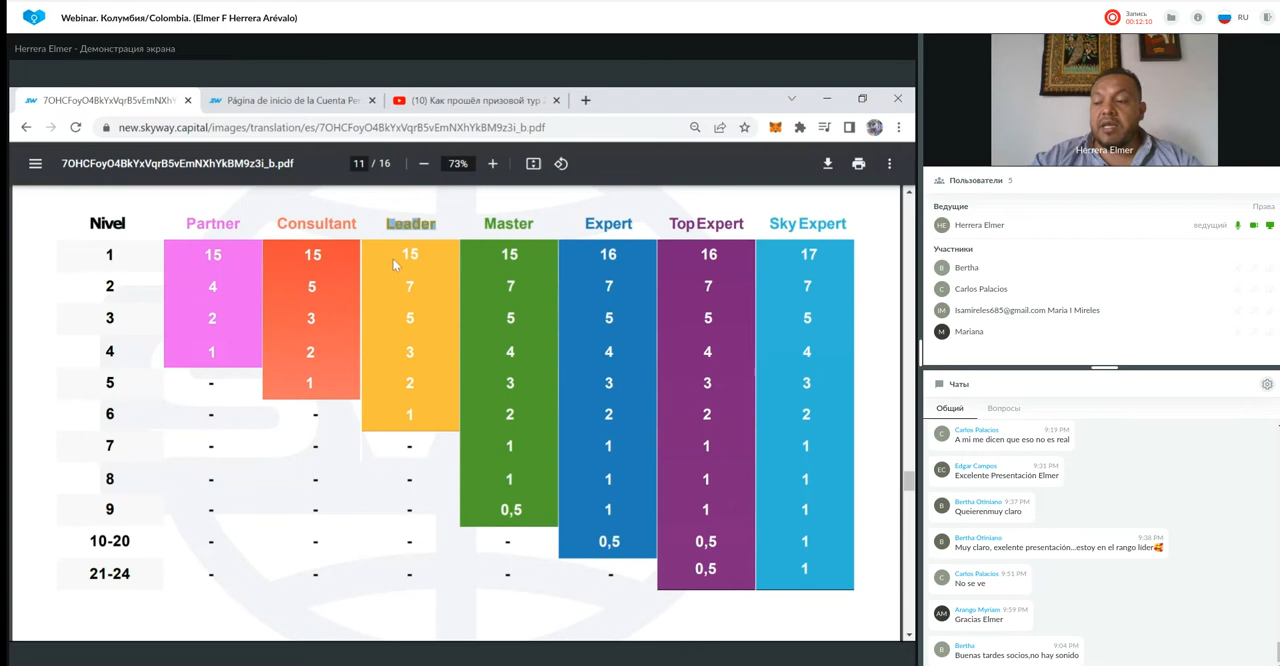 Webinar. Колумбия/Colombia. (Elmer F Herrera Arévalo)
Запись
00:12:10
RU
Herrera Elmer - Демонстрация экрана
7OHCFoyO4BkYxVqrB5vEmNXhY
Página de inicio de la Cuenta Per
(10) Как прошёл призовой тур 2
new.skyway.capital/images/translation/es/7OHCFoyO4BkYxVqrB5vEmNXhYkBM9z3i_b.pdf
7OHCFoyO4BkYxVqrB5vEmNXhYkBM9z3i_b.pdf
11 / 16
73%
Nivel Partner Consultant Leader Master Expert Top Expert Sky Expert
1 15 15 15 15 16 16 17
2 4 5 7 7 7 7 7
3 2 3 5 5 5 5 5
4 1 2 3 4 4 4 4
5 - 1 2 3 3 3 3
6 - - 1 2 2 2 2
7 - - - 1 1 1 1
8 - - - 1 1 1 1
9 - - - 0,5 1 1 1
10-20 - - - - 0,5 0,5 1
21-24 - - - - - 0,5 1
Herrera Elmer
Пользователи 5
Ведущие Права
HE Herrera Elmer ведущий
Участники
B Bertha
C Carlos Palacios
IM Isamireles685@gmail.com Maria I Mireles
M Mariana
Чаты
Общий Вопросы
C Carlos Palacios 9:19 PM
A mi me dicen que eso no es real
EC Edgar Campos 9:31 PM
Excelente Presentación Elmer
B Bertha Otiniano 9:37 PM
Queierenmuy claro
B Bertha Otiniano 9:38 PM
Muy claro, exelente presentación...estoy en el rango líder🥰
C Carlos Palacios 9:51 PM
No se ve
AM Arango Myriam 9:59 PM
Gracias Elmer
B Bertha 9:04 PM
Buenas tardes socios,no hay sonido